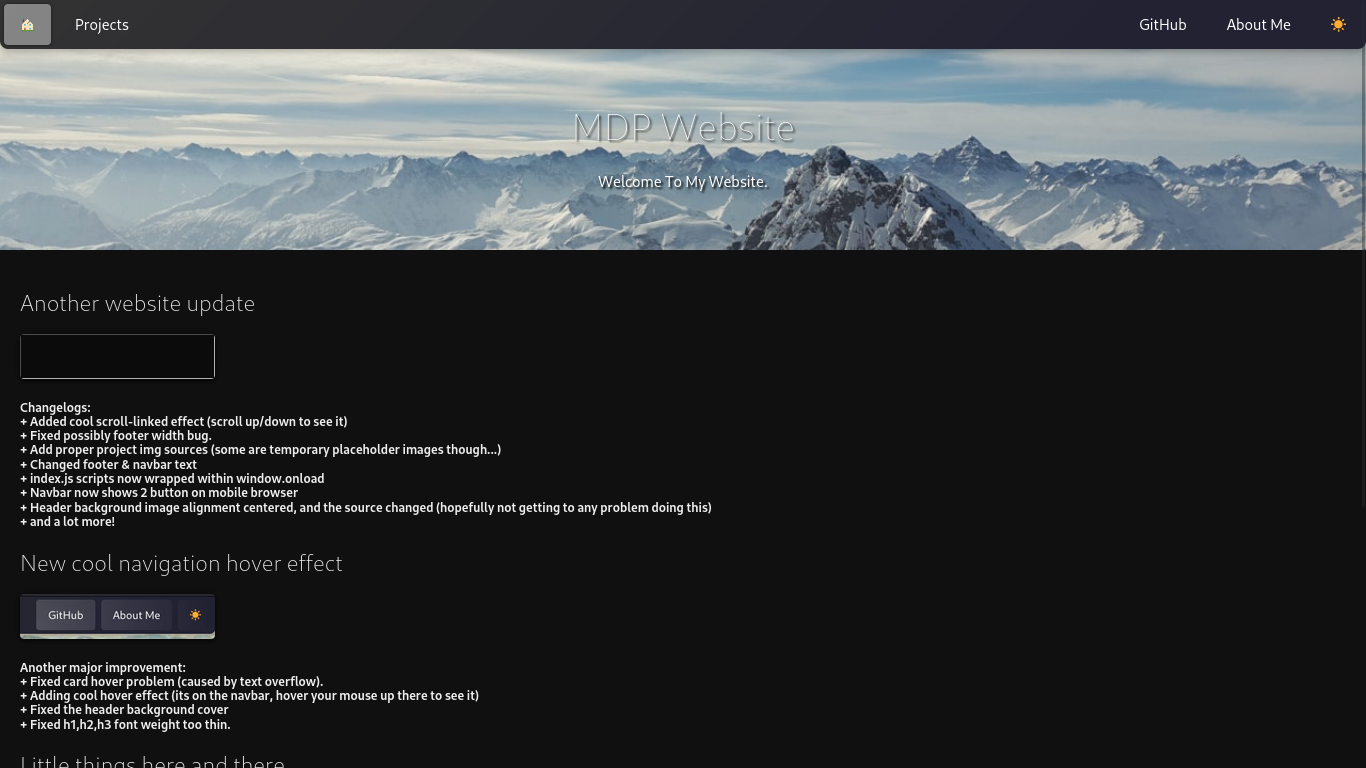 Projects
GitHub
About Me
MDP Website
Welcome To My Website.
Another website update
Changelogs:
+ Added cool scroll-linked effect (scroll up/down to see it)
+ Fixed possibly footer width bug.
+ Add proper project img sources (some are temporary placeholder images though...)
+ Changed footer & navbar text
+ index.js scripts now wrapped within window.onload
+ Navbar now shows 2 button on mobile browser
+ Header background image alignment centered, and the source changed (hopefully not getting to any problem doing this)
+ and a lot more!
New cool navigation hover effect
GitHub
About Me
Another major improvement:
+ Fixed card hover problem (caused by text overflow).
+ Adding cool hover effect (its on the navbar, hover your mouse up there to see it)
+ Fixed the header background cover
+ Fixed h1,h2,h3 font weight too thin.
Little things here and there